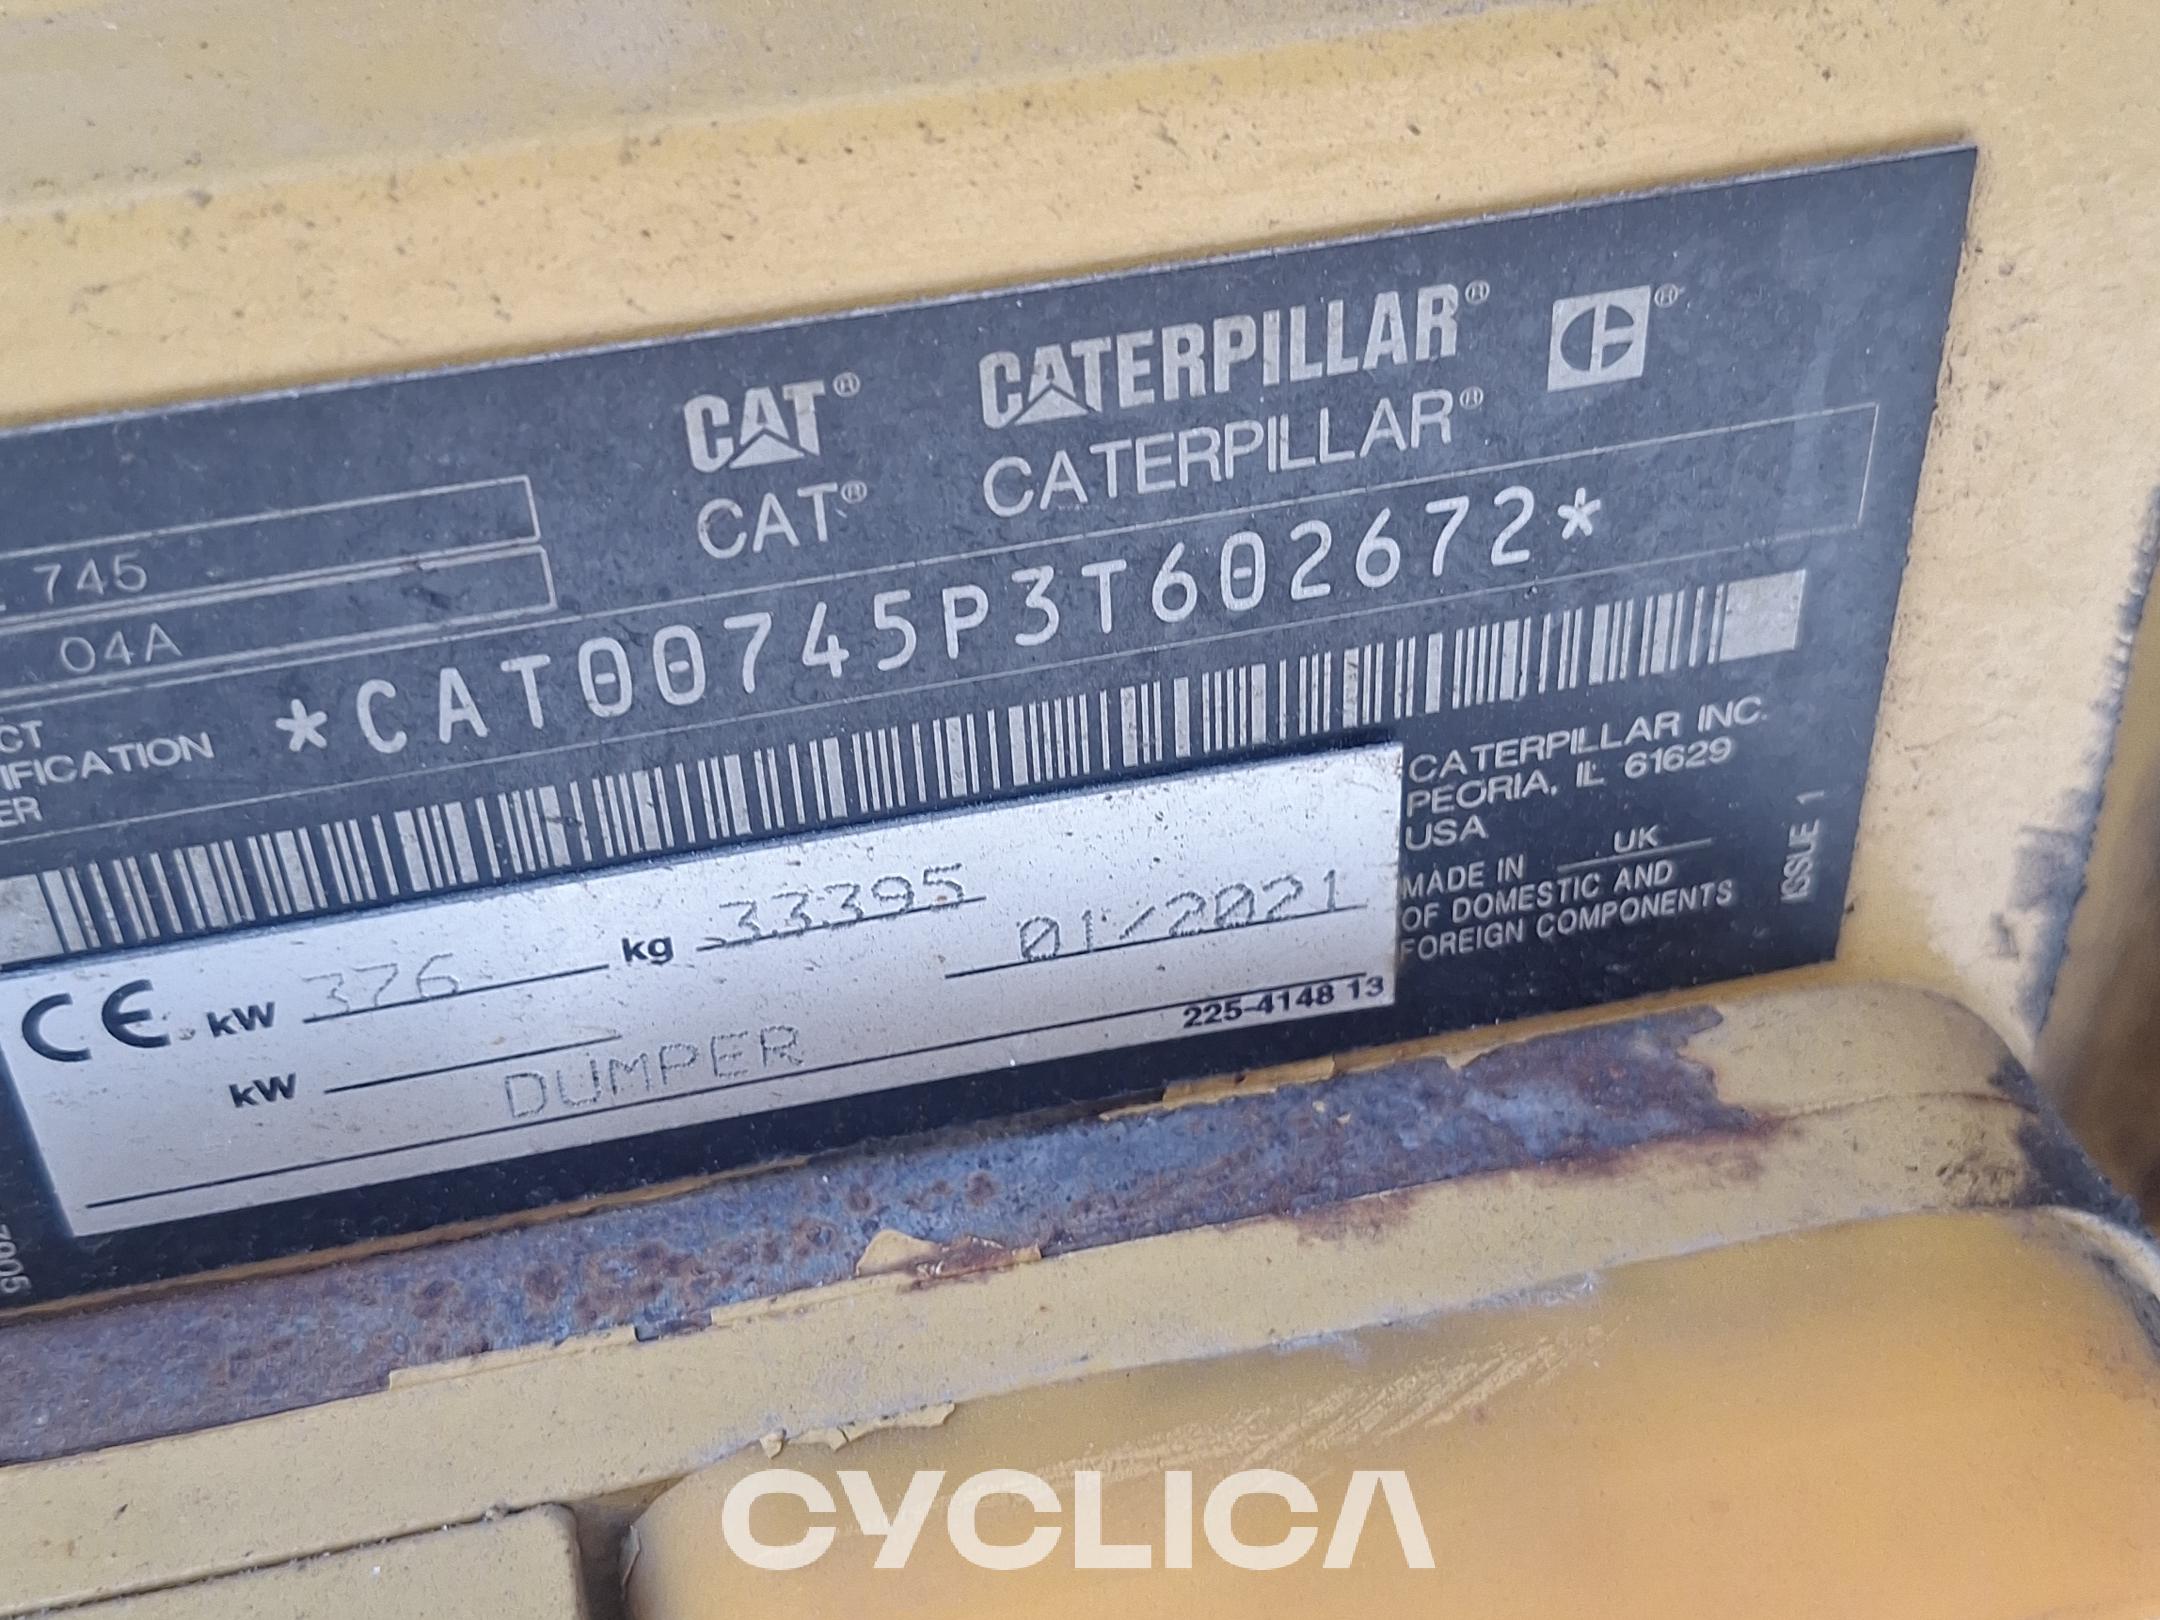 CAT® CATERPILLAR®
CAT® CATERPILLAR®
745
04A
CT
IFICATION
ER
*CAT00745P3T602672*
CATERPILLAR INC.
PEORIA, IL 61629
USA
MADE IN UK
OF DOMESTIC AND
FOREIGN COMPONENTS
ISSUE 1
CE kW 376 kg 33395 01/2021
225-4148 13
kW
DUMPER
7005
CYCLICA